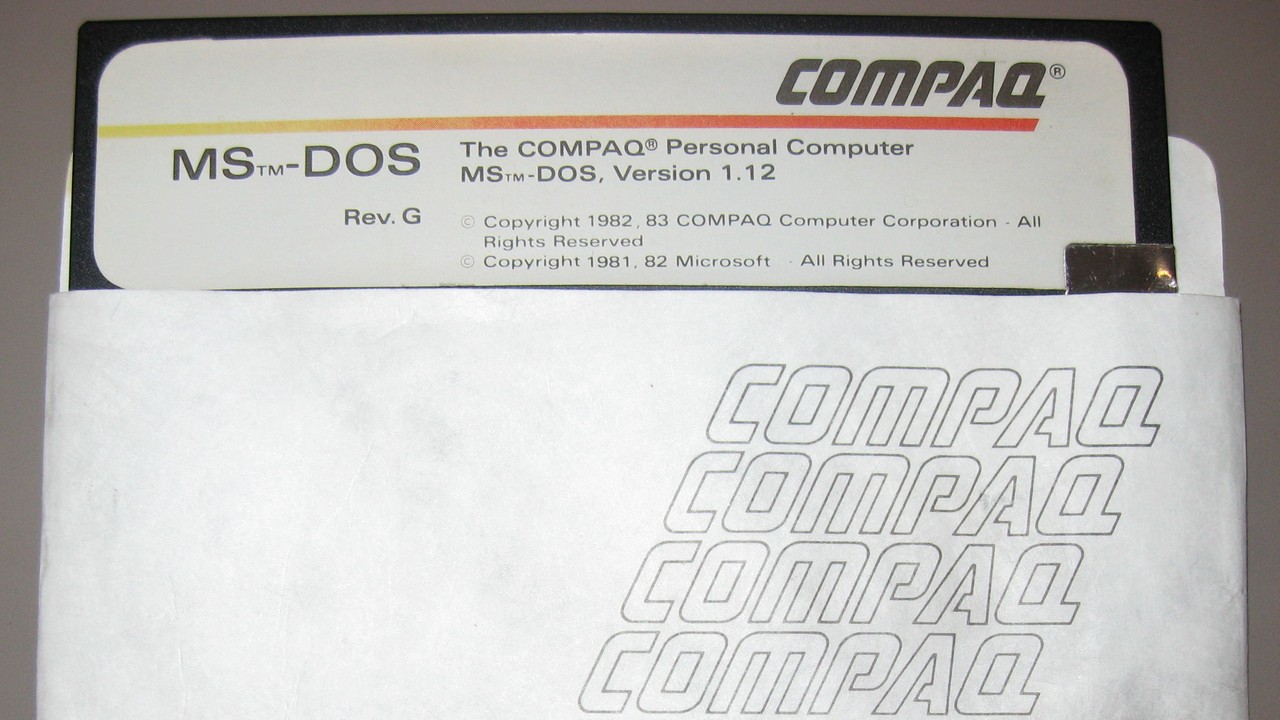 COMPAQ®
MS™-DOS
The COMPAQ® Personal Computer
MS™-DOS, Version 1.12
Rev. G
© Copyright 1982, 83 COMPAQ Computer Corporation - All
Rights Reserved
© Copyright 1981, 82 Microsoft - All Rights Reserved
COMPAQ
COMPAQ
COMPAQ
COMPAQ